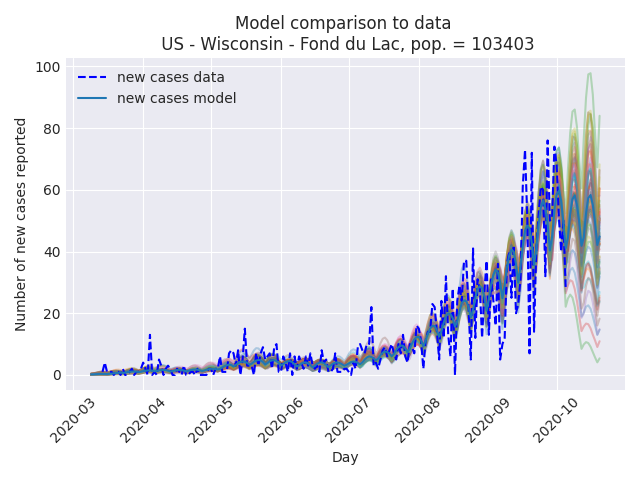 Model comparison to data
US - Wisconsin - Fond du Lac, pop. = 103403
new cases data
new cases model
Number of new cases reported
100
80
60
40
20
0
2020-03
2020-04
2020-05
2020-06
2020-07
2020-08
2020-09
2020-10
Day